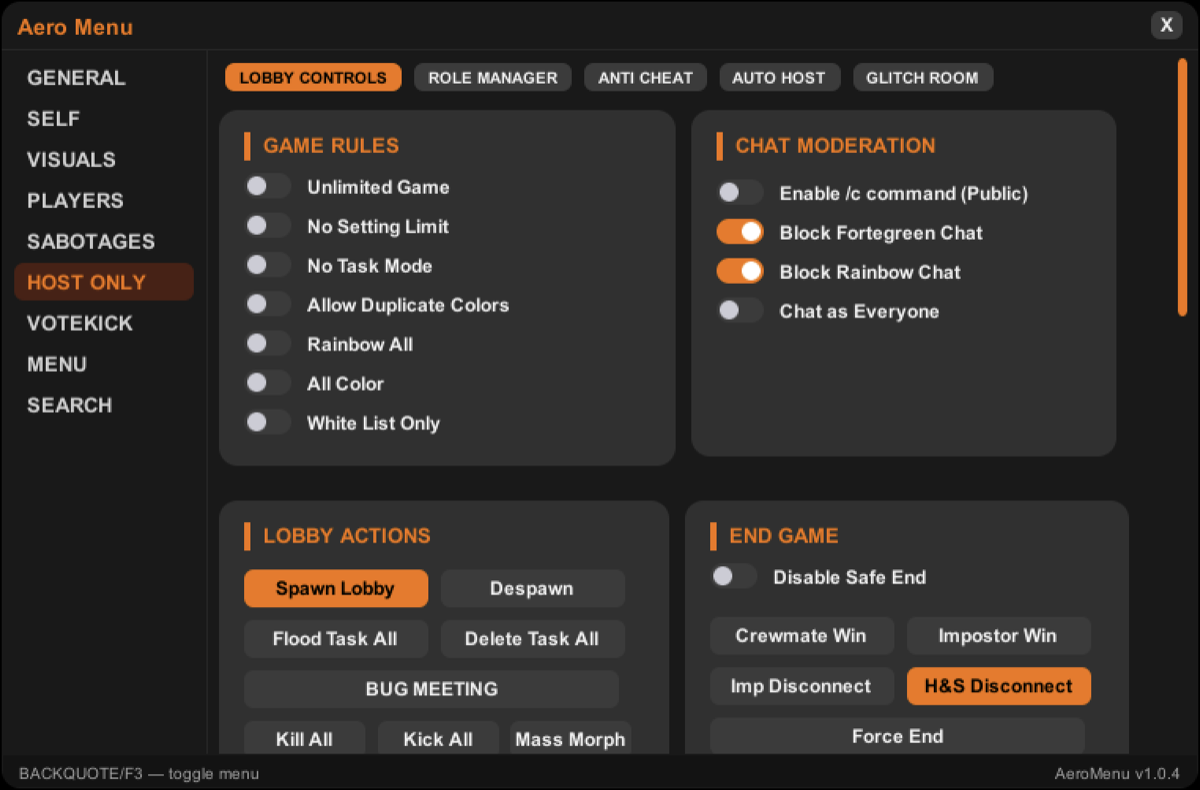 Aero Menu
X
GENERAL
SELF
VISUALS
PLAYERS
SABOTAGES
HOST ONLY
VOTEKICK
MENU
SEARCH
LOBBY CONTROLS ROLE MANAGER ANTI CHEAT AUTO HOST GLITCH ROOM
GAME RULES
Unlimited Game
No Setting Limit
No Task Mode
Allow Duplicate Colors
Rainbow All
All Color
White List Only
CHAT MODERATION
Enable /c command (Public)
Block Fortegreen Chat
Block Rainbow Chat
Chat as Everyone
LOBBY ACTIONS
Spawn Lobby Despawn
Flood Task All Delete Task All
BUG MEETING
Kill All Kick All Mass Morph
END GAME
Disable Safe End
Crewmate Win Impostor Win
Imp Disconnect H&S Disconnect
Force End
BACKQUOTE/F3 — toggle menu
AeroMenu v1.0.4